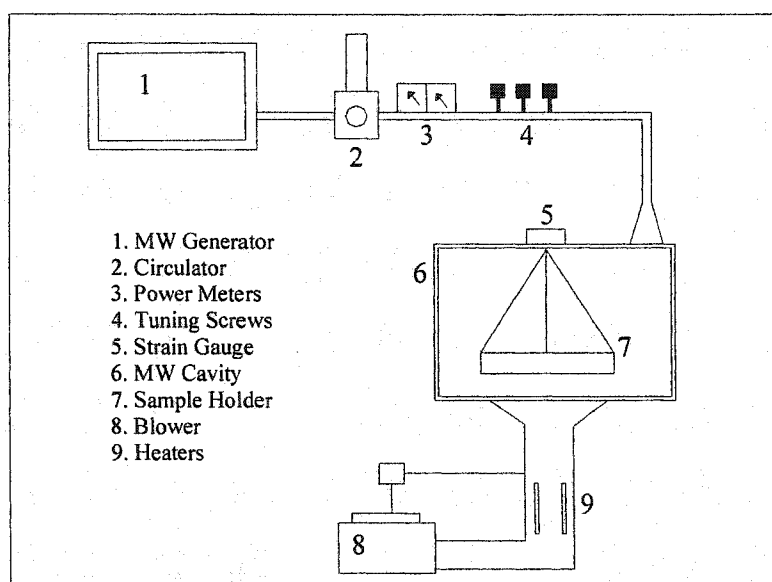 1
2
3
4
5
6
7
1. MW Generator
2. Circulator
3. Power Meters
4. Tuning Screws
5. Strain Gauge
6. MW Cavity
7. Sample Holder
8. Blower
9. Heaters
8
9